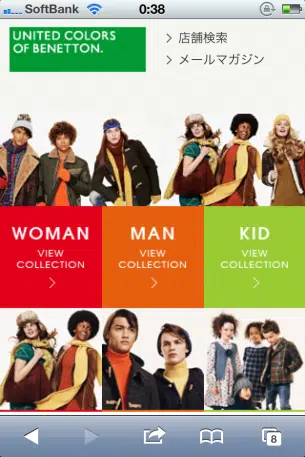 SoftBank
0:38
UNITED COLORS
OF BENETTON.
> 店舗検索
> メールマガジン
WOMAN
VIEW
COLLECTION
MAN
VIEW
COLLECTION
KID
VIEW
COLLECTION
8